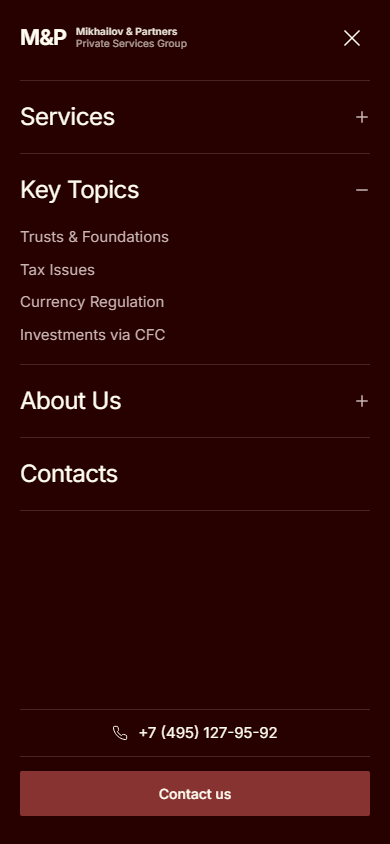 M&P
Mikhailov & Partners
Private Services Group
Services
Key Topics
Trusts & Foundations
Tax Issues
Currency Regulation
Investments via CFC
About Us
Contacts
+7 (495) 127-95-92
Contact us